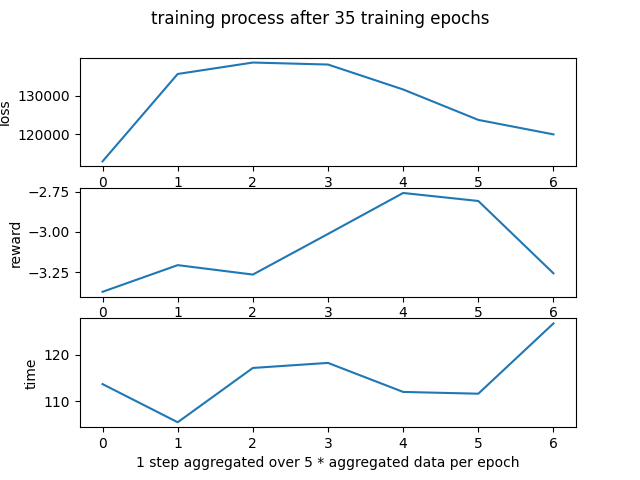 training process after 35 training epochs
130000
120000
loss
0 1 2 3 4 5 6
−2.75
−3.00
−3.25
reward
0 1 2 3 4 5 6
120
110
time
0 1 2 3 4 5 6
1 step aggregated over 5 * aggregated data per epoch